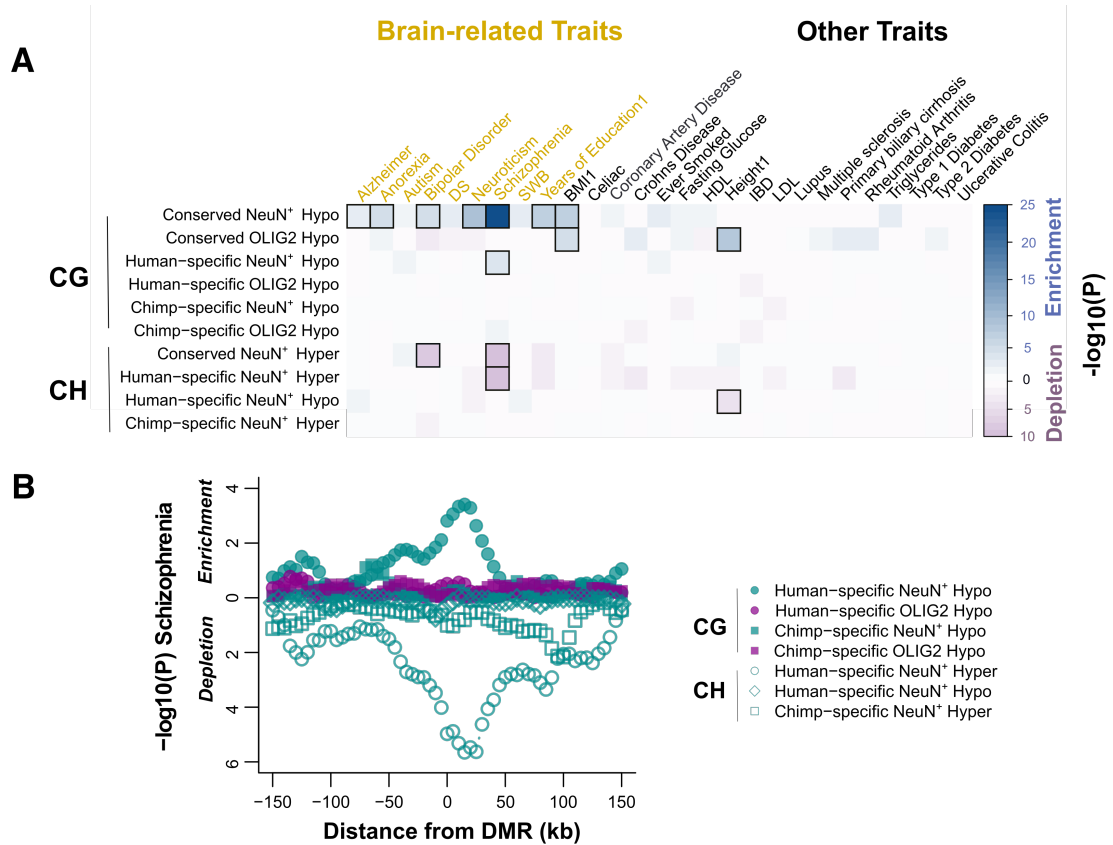 A
Brain-related Traits
Other Traits
Alzheimer
Anorexia
Autism
Bipolar Disorder
DS
Neuroticism
Schizophrenia
SWB
Years of Education1
BMI1
Celiac
Coronary Artery Disease
Crohns Disease
Ever Smoked
Fasting Glucose
HDL
Height1
IBD
LDL
Lupus
Multiple sclerosis
Primary biliary cirrhosis
Rheumatoid Arthritis
Triglycerides
Type 1 Diabetes
Type 2 Diabetes
Ulcerative Colitis
CG
Conserved NeuN⁺ Hypo
Conserved OLIG2 Hypo
Human−specific NeuN⁺ Hypo
Human−specific OLIG2 Hypo
Chimp−specific NeuN⁺ Hypo
Chimp−specific OLIG2 Hypo
CH
Conserved NeuN⁺ Hyper
Human−specific NeuN⁺ Hyper
Human−specific NeuN⁺ Hypo
Chimp−specific NeuN⁺ Hyper
25
20
15
10
5
0
5
10
Enrichment
Depletion
-log10(P)
B
−log10(P) Schizophrenia
Enrichment
Depletion
4
2
0
2
4
6
−150 −100 −50 0 50 100 150
Distance from DMR (kb)
CG
Human−specific NeuN⁺ Hypo
Human−specific OLIG2 Hypo
Chimp−specific NeuN⁺ Hypo
Chimp−specific OLIG2 Hypo
CH
Human−specific NeuN⁺ Hyper
Human−specific NeuN⁺ Hypo
Chimp−specific NeuN⁺ Hyper